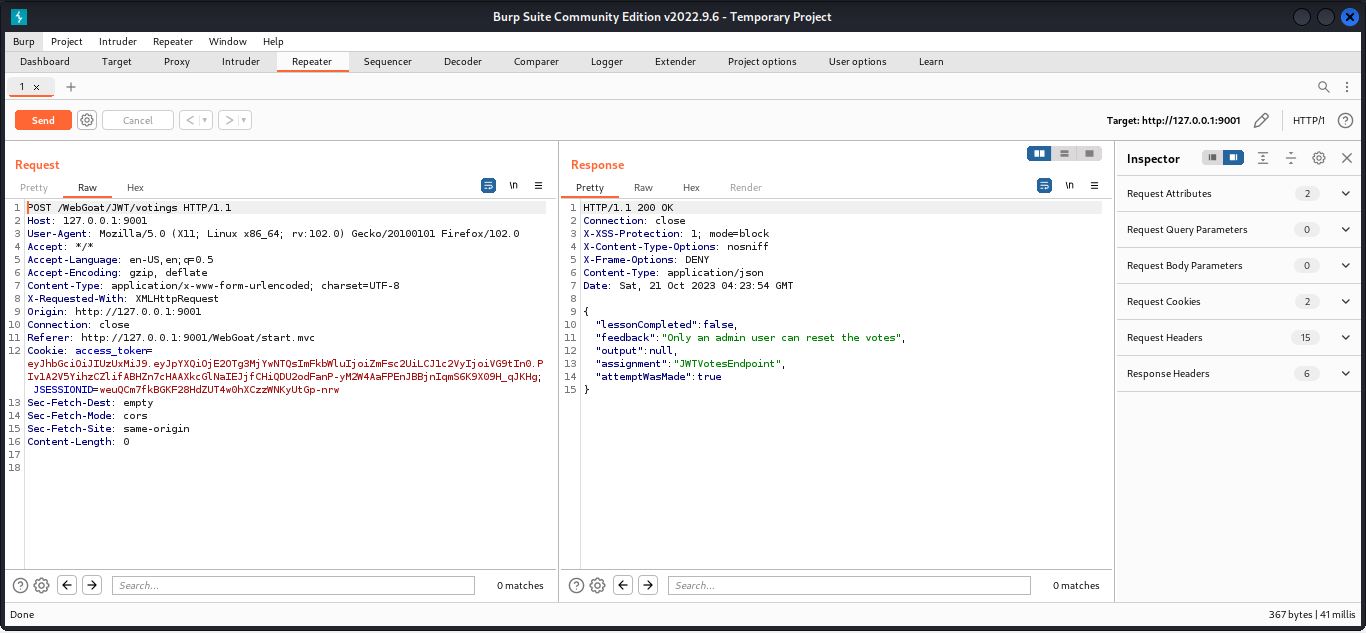 Burp Suite Community Edition v2022.9.6 - Temporary Project
Burp Project Intruder Repeater Window Help
Dashboard Target Proxy Intruder Repeater Sequencer Decoder Comparer Logger Extender Project options User options Learn
1 × +
Send Cancel < > Target: http://127.0.0.1:9001 HTTP/1 ?
Request
Pretty Raw Hex \n
1 POST /WebGoat/JWT/votings HTTP/1.1
2 Host: 127.0.0.1:9001
3 User-Agent: Mozilla/5.0 (X11; Linux x86_64; rv:102.0) Gecko/20100101 Firefox/102.0
4 Accept: */*
5 Accept-Language: en-US,en;q=0.5
6 Accept-Encoding: gzip, deflate
7 Content-Type: application/x-www-form-urlencoded; charset=UTF-8
8 X-Requested-With: XMLHttpRequest
9 Origin: http://127.0.0.1:9001
10 Connection: close
11 Referer: http://127.0.0.1:9001/WebGoat/start.mvc
12 Cookie: access_token=
eyJhbGciOiJIUzUxMiJ9.eyJpYXQiOjE2OTg3MjYwNTQsImFkbWluIjoiZmFsc2UiLCJ1c2VyIjoiVG9tIn0.P
Iv1A2V5YihzCZlifABHZn7cHAAXkcGlNaIEJjfCHiQDU2odFanP-yM2W4AaFPEnJBBjnIqmS6K9X09H_qJKHg;
JSESSIONID=weuQCm7fkBGKF28HdZUT4w0hXCzzWNKyUtGp-nrw
13 Sec-Fetch-Dest: empty
14 Sec-Fetch-Mode: cors
15 Sec-Fetch-Site: same-origin
16 Content-Length: 0
17
18
? Search... 0 matches
Response
Pretty Raw Hex Render \n
1 HTTP/1.1 200 OK
2 Connection: close
3 X-XSS-Protection: 1; mode=block
4 X-Content-Type-Options: nosniff
5 X-Frame-Options: DENY
6 Content-Type: application/json
7 Date: Sat, 21 Oct 2023 04:23:54 GMT
8
9 {
10 "lessonCompleted":false,
11 "feedback":"Only an admin user can reset the votes",
12 "output":null,
13 "assignment":"JWTVotesEndpoint",
14 "attemptWasMade":true
15 }
? Search... 0 matches
Inspector
Request Attributes 2
Request Query Parameters 0
Request Body Parameters 0
Request Cookies 2
Request Headers 15
Response Headers 6
Done 367 bytes | 41 millis